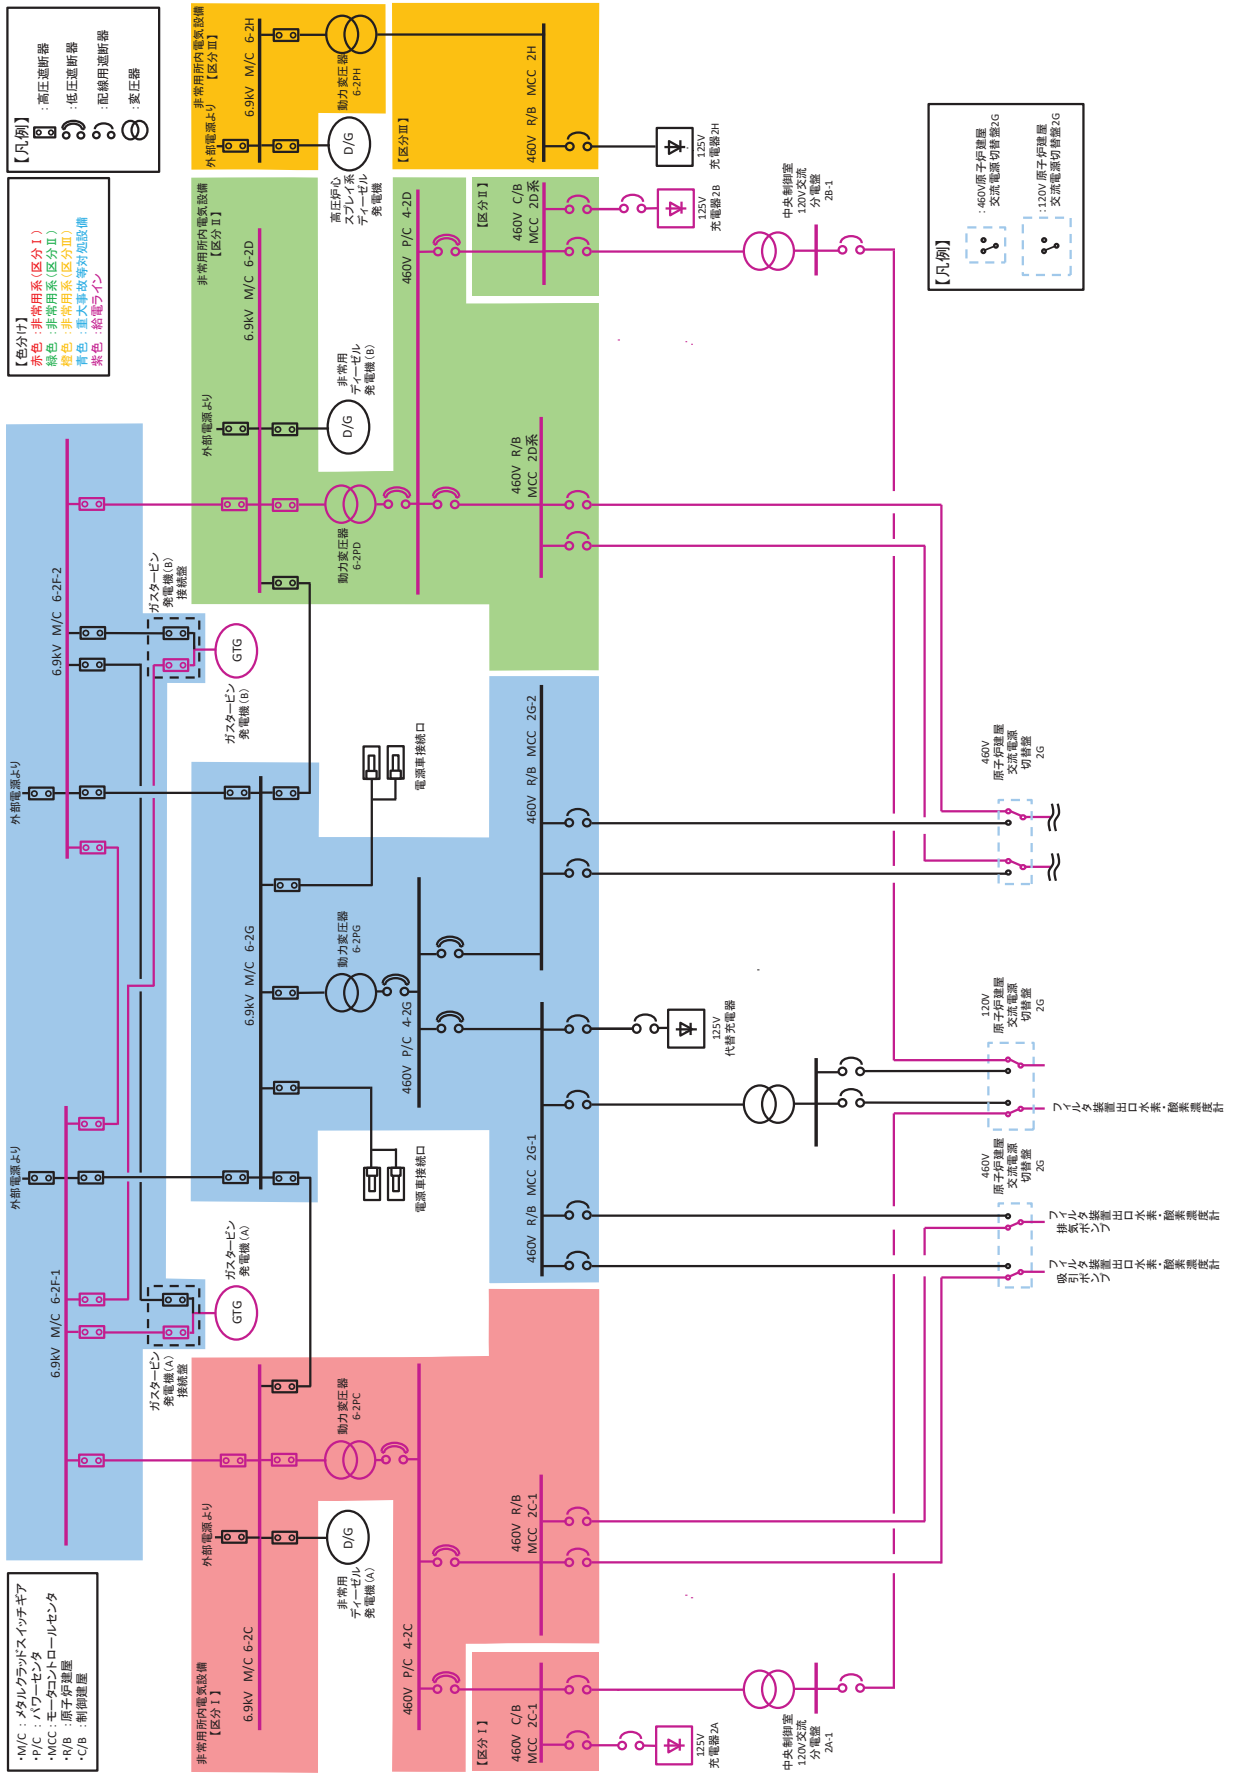 ・M/C ：メタルクラッドスイッチギア
・P/C ：パワーセンタ
・MCC：モータコントロールセンタ
・R/B ：原子炉建屋
・C/B ：制御建屋
【色分け】
赤色：非常用系(区分Ⅰ)
緑色：非常用系(区分Ⅱ)
橙色：非常用系(区分Ⅲ)
青色：重大事故等対処設備
紫色：給電ライン
【凡例】
：高圧遮断器
：低圧遮断器
：配線用遮断器
：変圧器
外部電源より
6.9kV M/C 6-2F-1
外部電源より
6.9kV M/C 6-2F-2
ガスタービン
発電機(A)
接続盤
GTG
ガスタービン
発電機(A)
ガスタービン
発電機(B)
GTG
ガスタービン
発電機(B)
接続盤
非常用所内電気設備
【区分Ⅰ】
外部電源より
6.9kV M/C 6-2C
非常用
ディーゼル
発電機(A)
D/G
動力変圧器
6-2PC
460V P/C 4-2C
【区分Ⅰ】
460V C/B
MCC 2C-1
460V R/B
MCC 2C-1
125V
充電器2A
中央制御室
120V交流
分電盤
2A-1
6.9kV M/C 6-2G
電源車接続口
動力変圧器
6-2PG
電源車接続口
460V P/C 4-2G
460V R/B MCC 2G-1
460V R/B MCC 2G-2
125V
代替充電器
非常用所内電気設備
【区分Ⅱ】
外部電源より
6.9kV M/C 6-2D
動力変圧器
6-2PD
D/G
非常用
ディーゼル
発電機(B)
460V P/C 4-2D
460V R/B
MCC 2D系
【区分Ⅱ】
460V C/B
MCC 2D系
125V
充電器2B
中央制御室
120V交流
分電盤
2B-1
非常用所内電気設備
【区分Ⅲ】
外部電源より
6.9kV M/C 6-2H
D/G
高圧炉心
スプレイ系
ディーゼル
発電機
動力変圧器
6-2PH
【区分Ⅲ】
460V R/B MCC 2H
125V
充電器2H
【凡例】
：460V原子炉建屋
交流電源切替盤2G
：120V原子炉建屋
交流電源切替盤2G
460V
原子炉建屋
交流電源
切替盤
2G
フィルタ装置出口水素・酸素濃度計
吸引ポンプ
フィルタ装置出口水素・酸素濃度計
排気ポンプ
120V
原子炉建屋
交流電源
切替盤
2G
フィルタ装置出口水素・酸素濃度計
460V
原子炉建屋
交流電源
切替盤
2G